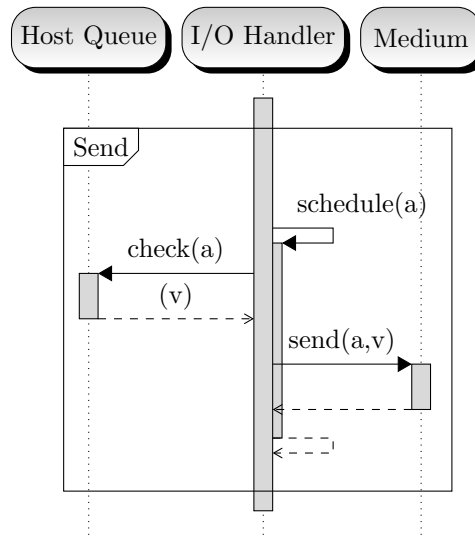 Host Queue
I/O Handler
Medium
Send
schedule(a)
check(a)
(v)
send(a,v)